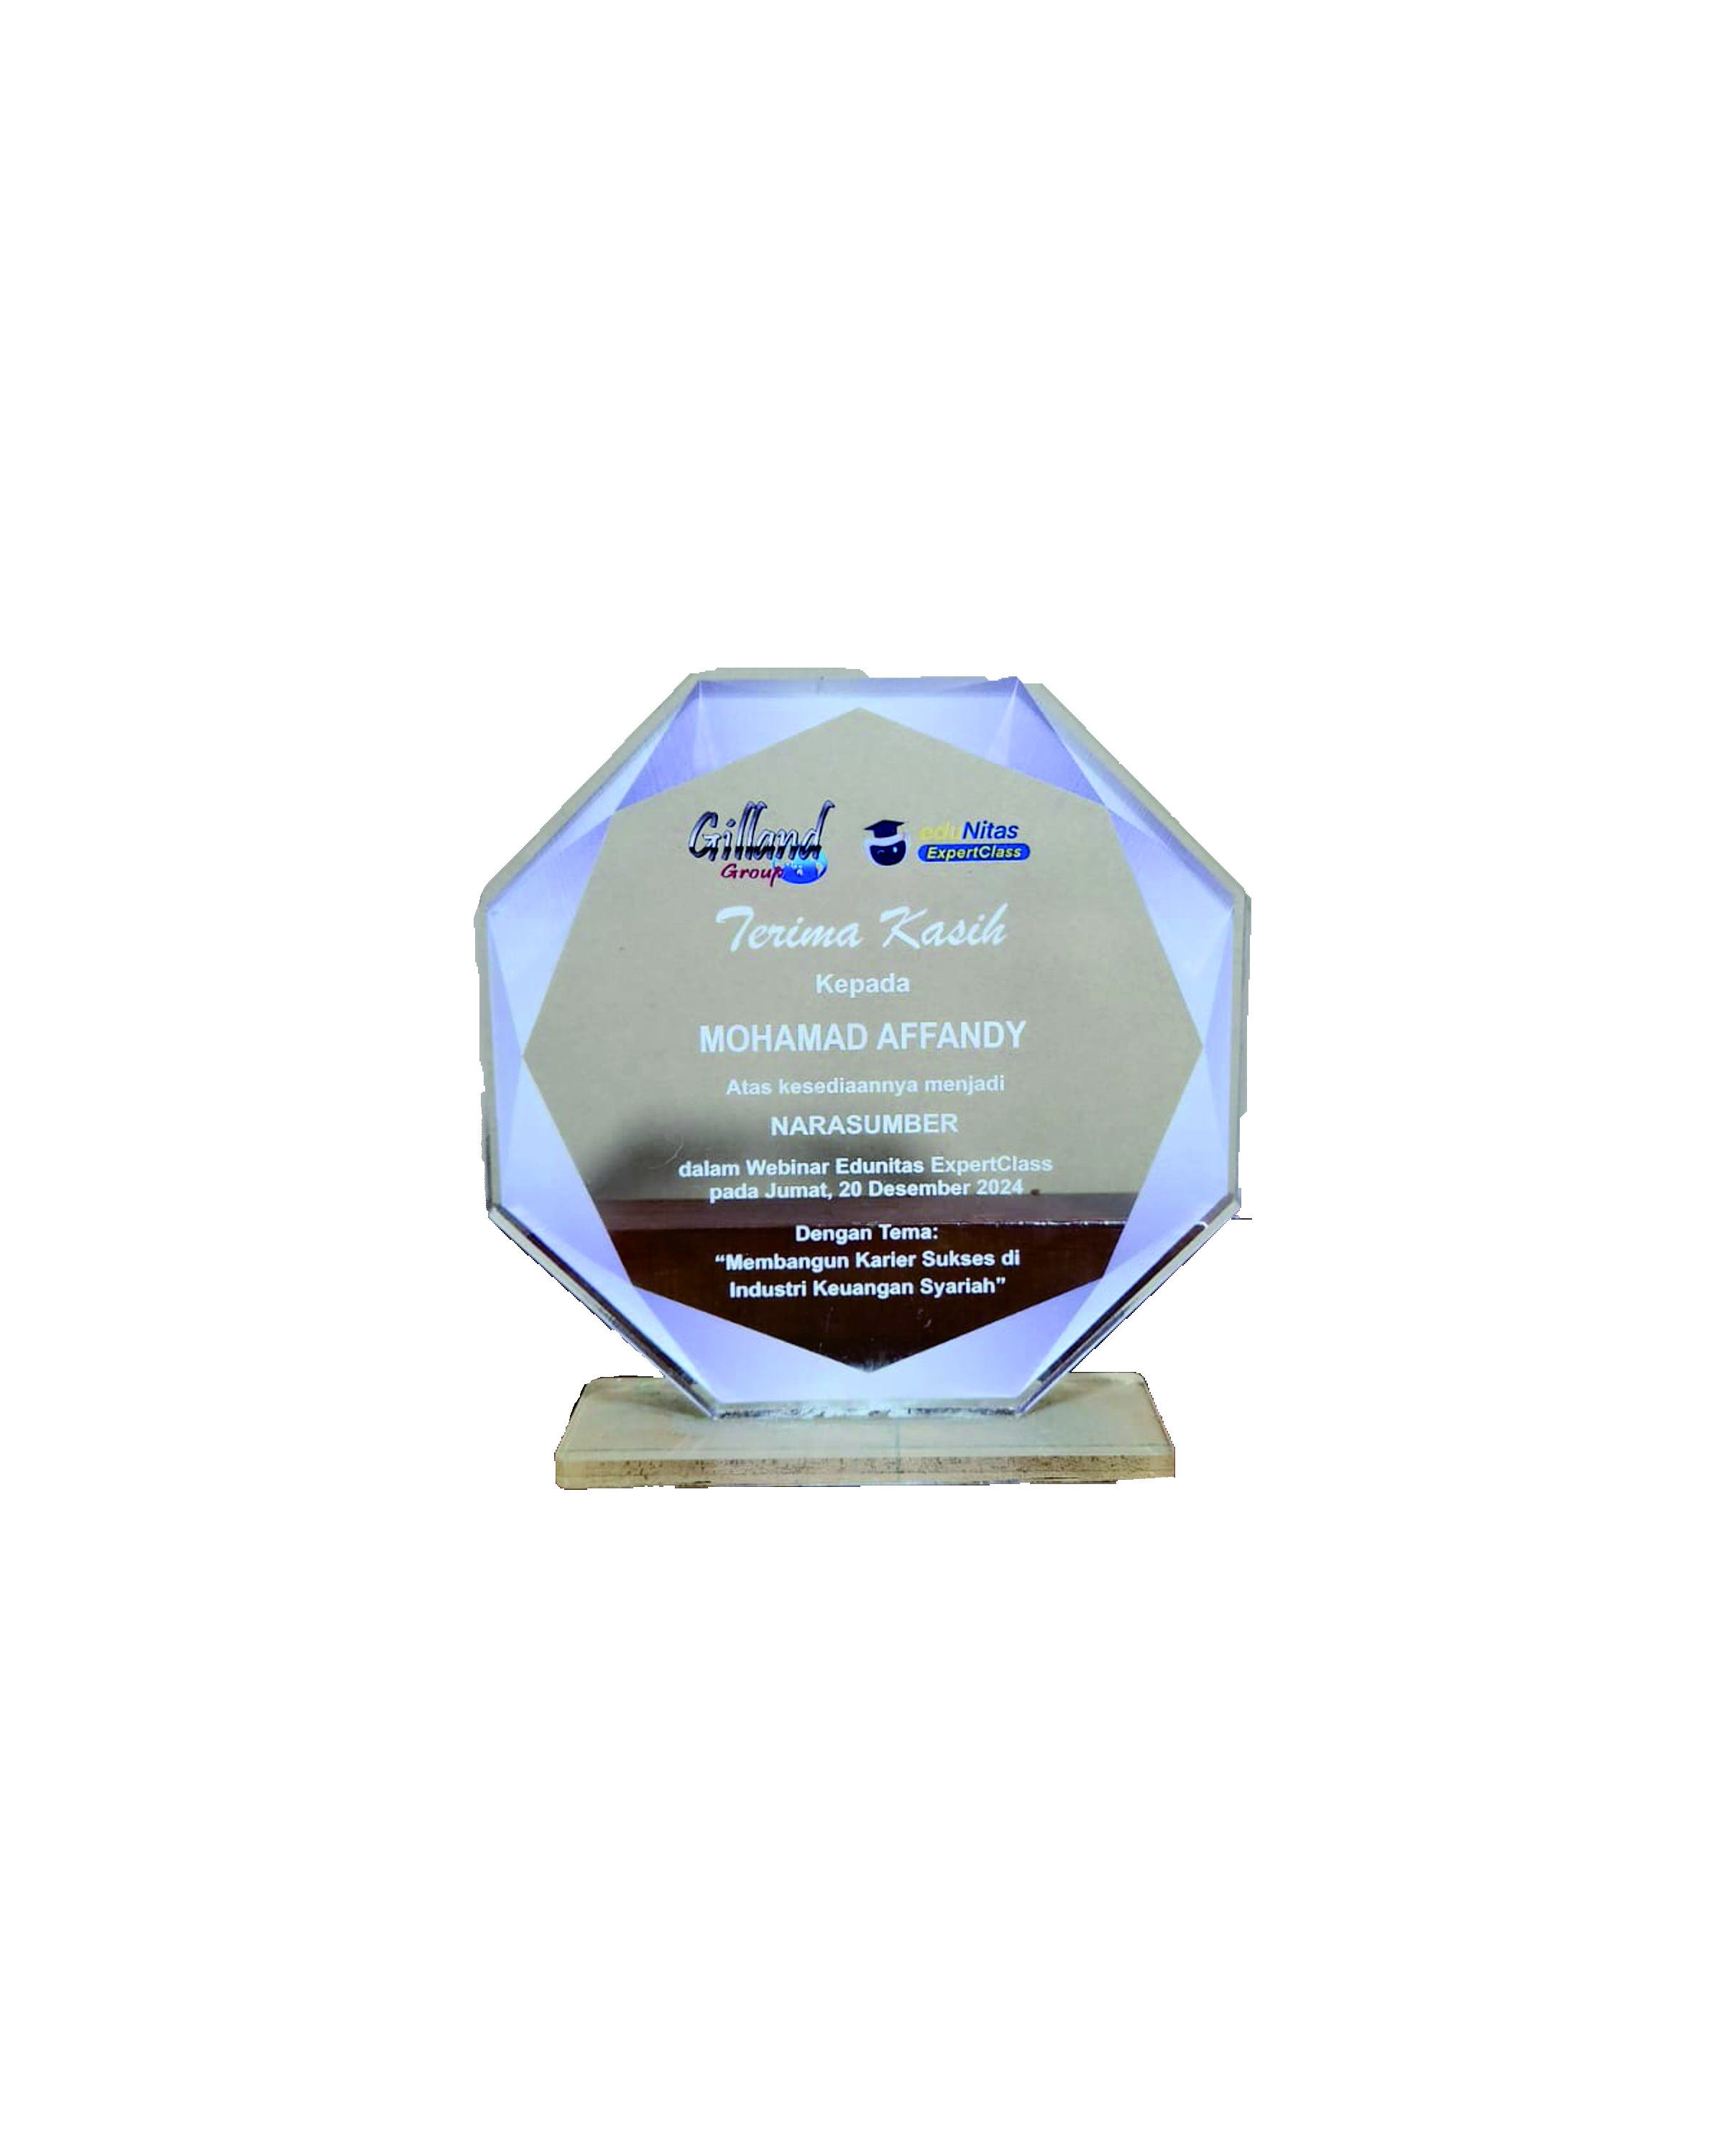 Gilland
Group
eduNitas
ExpertClass
Terima Kasih
Kepada
MOHAMAD AFFANDY
Atas kesediaannya menjadi
NARASUMBER
dalam Webinar Edunitas ExpertClass
pada Jumat, 20 Desember 2024
Dengan Tema:
“Membangun Karier Sukses di
Industri Keuangan Syariah”